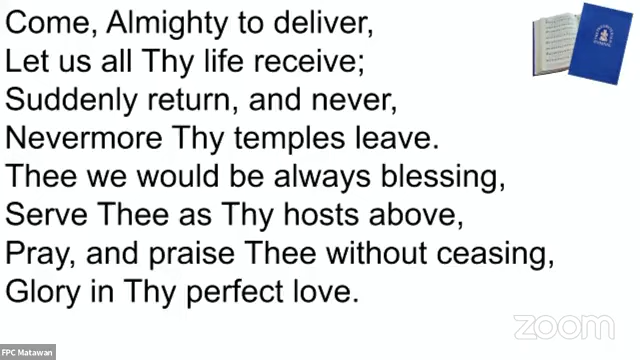 Come, Almighty to deliver,
Let us all Thy life receive;
Suddenly return, and never,
Nevermore Thy temples leave.
Thee we would be always blessing,
Serve Thee as Thy hosts above,
Pray, and praise Thee without ceasing,
Glory in Thy perfect love.
zoom
FPC Matawan